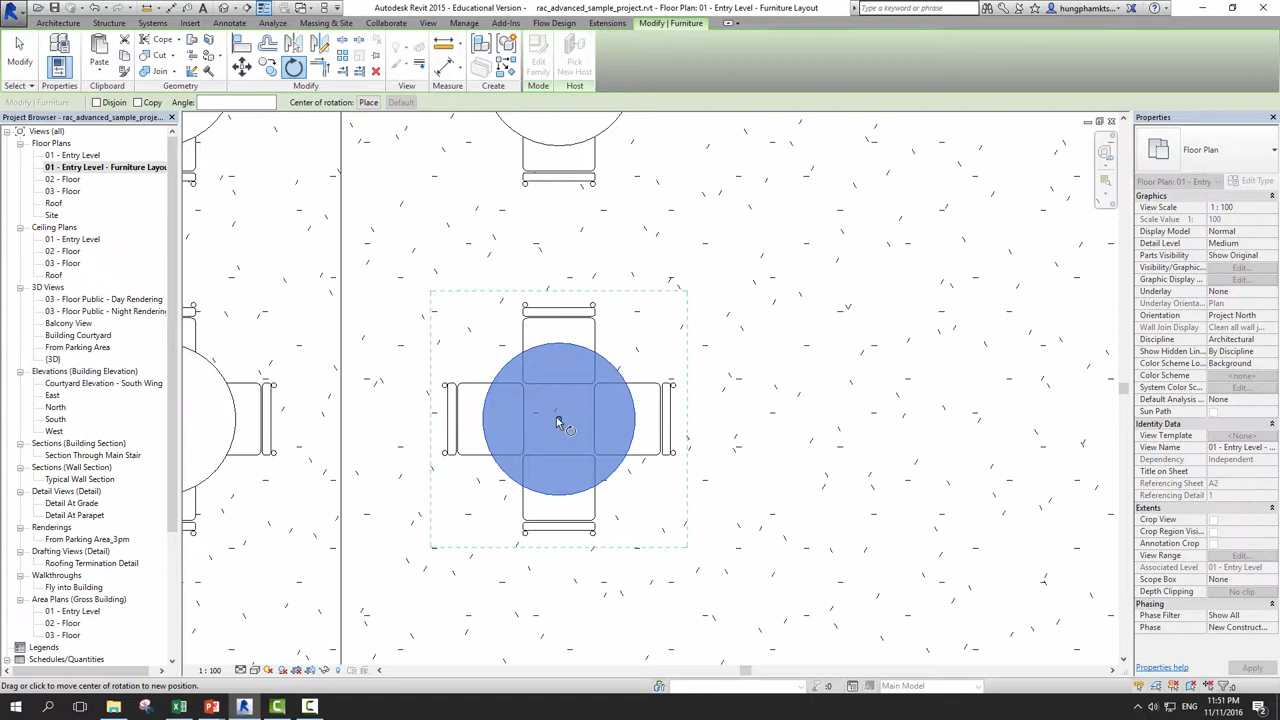 Autodesk Revit 2015 - Educational Version - rac_advanced_sample_project.rvt - Floor Plan: 01 - Entry Level - Furniture Layout
Type a keyword or phrase
hungphamkts...
Architecture Structure Systems Insert Annotate Analyze Massing & Site Collaborate View Manage Add-Ins Flow Design Extensions Modify | Furniture
Modify
Paste
Cope
Cut
Join
Edit Family
Pick New Host
Select Properties Clipboard Geometry Modify View Measure Create Mode Host
Modify | Furniture Disjoin Copy Angle: Center of rotation: Place Default
Project Browser - rac_advanced_sample_proje...
Views (all)
Floor Plans
01 - Entry Level
01 - Entry Level - Furniture Layou
02 - Floor
03 - Floor
Roof
Site
Ceiling Plans
01 - Entry Level
02 - Floor
03 - Floor
Roof
3D Views
03 - Floor Public - Day Rendering
03 - Floor Public - Night Rendering
Balcony View
Building Courtyard
From Parking Area
{3D}
Elevations (Building Elevation)
Courtyard Elevation - South Wing
East
North
South
West
Sections (Building Section)
Section Through Main Stair
Sections (Wall Section)
Typical Wall Section
Detail Views (Detail)
Detail At Grade
Detail At Parapet
Renderings
From Parking Area_3pm
Drafting Views (Detail)
Roofing Termination Detail
Walkthroughs
Fly into Building
Area Plans (Gross Building)
01 - Entry Level
02 - Floor
03 - Floor
Legends
Schedules/Quantities
1 : 100
Properties
Floor Plan
Floor Plan: 01 - Entry Edit Type
Graphics
View Scale 1 : 100
Scale Value 1: 100
Display Model Normal
Detail Level Medium
Parts Visibility Show Original
Visibility/Graphic... Edit...
Graphic Display ... Edit...
Underlay None
Underlay Orienta... Plan
Orientation Project North
Wall Join Display Clean all wall j...
Discipline Architectural
Show Hidden Lin... By Discipline
Color Scheme Lo... Background
Color Scheme <none>
System Color Sc... Edit...
Default Analysis ... None
Sun Path
Identity Data
View Template <None>
View Name 01 - Entry Level - ...
Dependency Independent
Title on Sheet
Referencing Sheet A2
Referencing Detail 1
Extents
Crop View
Crop Region Visi...
Annotation Crop
View Range Edit...
Associated Level 01 - Entry Level
Scope Box None
Depth Clipping No clip
Phasing
Phase Filter Show All
Phase New Construct...
Properties help Apply
Drag or click to move center of rotation to new position.
:0
Main Model
:0
ENG
11:51 PM
11/11/2016